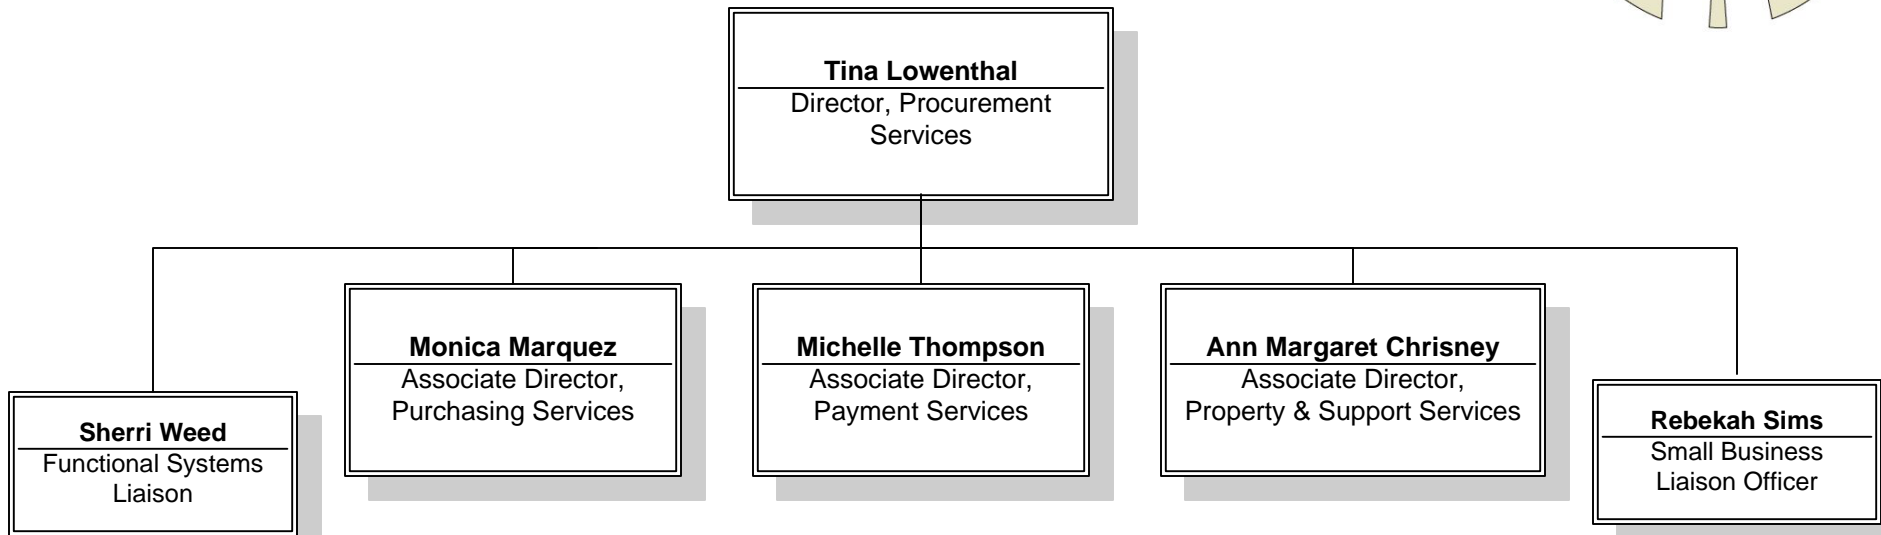 Tina Lowenthal
Director, Procurement
Services
Sherri Weed
Functional Systems
Liaison
Monica Marquez
Associate Director,
Purchasing Services
Michelle Thompson
Associate Director,
Payment Services
Ann Margaret Chrisney
Associate Director,
Property & Support Services
Rebekah Sims
Small Business
Liaison Officer